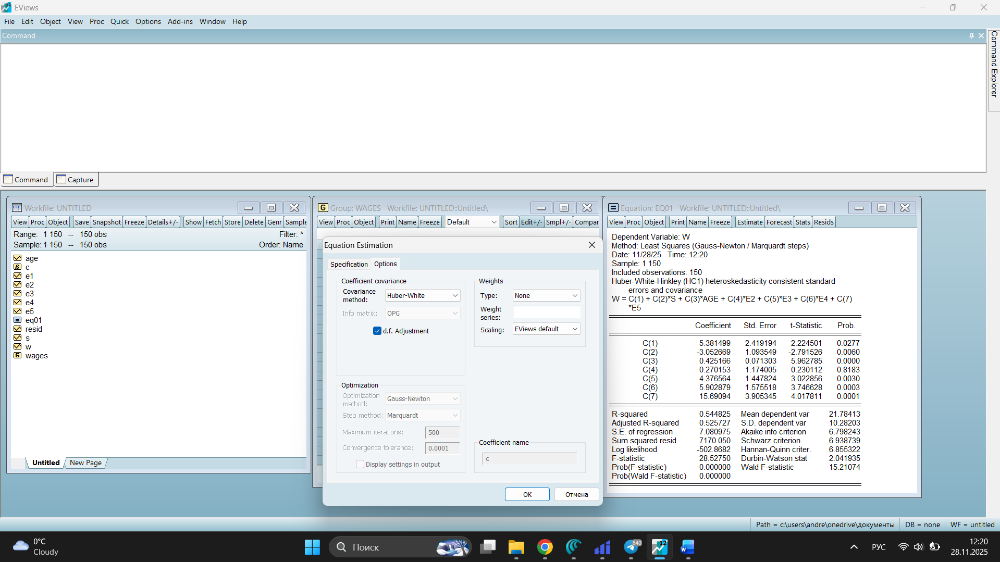 EViews
File Edit Object View Proc Quick Options Add-ins Window Help
Command
Command Explorer
Command Capture
Workfile: UNTITLED
View Proc Object Save Snapshot Freeze Details+/- Show Fetch Store Delete Genr Sample
Range: 1 150 -- 150 obs Filter: *
Sample: 1 150 -- 150 obs Order: Name
age
c
e1
e2
e3
e4
e5
eq01
resid
s
w
wages
Untitled New Page
Group: WAGES Workfile: UNTITLED::Untitled\
View Proc Object Print Name Freeze Default Sort Edit+/- Smpl+/- Compar
Equation Estimation
Specification Options
Coefficient covariance
Covariance method: Huber-White
Info matrix: OPG
d.f. Adjustment
Weights
Type: None
Weight series:
Scaling: EViews default
Optimization
Optimization method: Gauss-Newton
Step method: Marquardt
Maximum iterations: 500
Convergence tolerance: 0.0001
Display settings in output
Coefficient name
c
OK Отмена
Equation: EQ01 Workfile: UNTITLED::Untitled\
View Proc Object Print Name Freeze Estimate Forecast Stats Resids
Dependent Variable: W
Method: Least Squares (Gauss-Newton / Marquardt steps)
Date: 11/28/25 Time: 12:20
Sample: 1 150
Included observations: 150
Huber-White-Hinkley (HC1) heteroskedasticity consistent standard
errors and covariance
W = C(1) + C(2)*S + C(3)*AGE + C(4)*E2 + C(5)*E3 + C(6)*E4 + C(7)
*E5
Coefficient Std. Error t-Statistic Prob.
C(1) 5.381499 2.419194 2.224501 0.0277
C(2) -3.052669 1.093549 -2.791526 0.0060
C(3) 0.425166 0.071303 5.962785 0.0000
C(4) 0.270153 1.174005 0.230112 0.8183
C(5) 4.376564 1.447824 3.022856 0.0030
C(6) 5.902879 1.575518 3.746628 0.0003
C(7) 15.69094 3.905345 4.017811 0.0001
R-squared 0.544825 Mean dependent var 21.78413
Adjusted R-squared 0.525727 S.D. dependent var 10.28203
S.E. of regression 7.080975 Akaike info criterion 6.798243
Sum squared resid 7170.050 Schwarz criterion 6.938739
Log likelihood -502.8682 Hannan-Quinn criter. 6.855322
F-statistic 28.52750 Durbin-Watson stat 2.041935
Prob(F-statistic) 0.000000 Wald F-statistic 15.21074
Prob(Wald F-statistic) 0.000000
Path = c:\users\andre\onedrive\документы DB = none WF = untitled
0°C
Cloudy
Поиск
840
12
РУС
12:20
28.11.2025